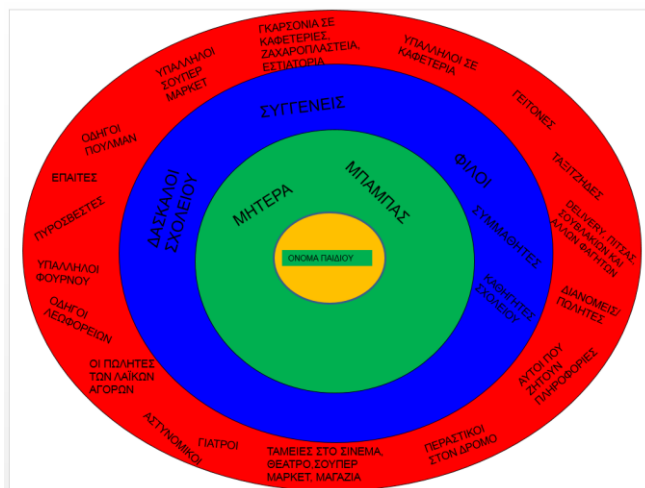 ΓΚΑΡΣΟΝΙΑ ΣΕ
ΚΑΦΕΤΕΡΙΕΣ,
ΖΑΧΑΡΟΠΛΑΣΤΕΙΑ,
ΕΣΤΙΑΤΟΡΙΑ
ΥΠΑΛΛΗΛΟΙ ΣΕ
ΚΑΦΕΤΕΡΙΑ
ΓΕΙΤΟΝΕΣ
ΤΑΞΙΤΖΗΔΕΣ
DELIVERY, ΠΙΤΣΑΣ,
ΣΟΥΒΛΑΚΙΩΝ ΚΑΙ
ΑΛΛΩΝ ΦΑΓΗΤΩΝ
ΔΙΑΝΟΜΕΙΣ/
ΠΩΛΗΤΕΣ
ΑΥΤΟΙ ΠΟΥ
ΖΗΤΟΥΝ
ΠΛΗΡΟΦΟΡΙΕΣ
ΠΕΡΑΣΤΙΚΟΙ
ΣΤΟΝ ΔΡΟΜΟ
ΤΑΜΕΙΕΣ ΣΤΟ ΣΙΝΕΜΑ,
ΘΕΑΤΡΟ, ΣΟΥΠΕΡ
ΜΑΡΚΕΤ, ΜΑΓΑΖΙΑ
ΓΙΑΤΡΟΙ
ΑΣΤΥΝΟΜΙΚΟΙ
ΟΙ ΠΩΛΗΤΕΣ
ΤΩΝ ΛΑΪΚΩΝ
ΑΓΟΡΩΝ
ΟΔΗΓΟΙ
ΛΕΩΦΟΡΕΙΩΝ
ΥΠΑΛΛΗΛΟΙ
ΦΟΥΡΝΟΥ
ΠΥΡΟΣΒΕΣΤΕΣ
ΕΠΑΙΤΕΣ
ΟΔΗΓΟΙ
ΠΟΥΛΜΑΝ
ΥΠΑΛΛΗΛΟΙ
ΣΟΥΠΕΡ
ΜΑΡΚΕΤ
ΣΥΓΓΕΝΕΙΣ
ΦΙΛΟΙ
ΣΥΜΜΑΘΗΤΕΣ
ΚΑΘΗΓΗΤΕΣ
ΣΧΟΛΕΙΟΥ
ΔΑΣΚΑΛΟΙ
ΣΧΟΛΕΙΟΥ
ΜΗΤΕΡΑ
ΜΠΑΜΠΑΣ
ΟΝΟΜΑ ΠΑΙΔΙΟΥ